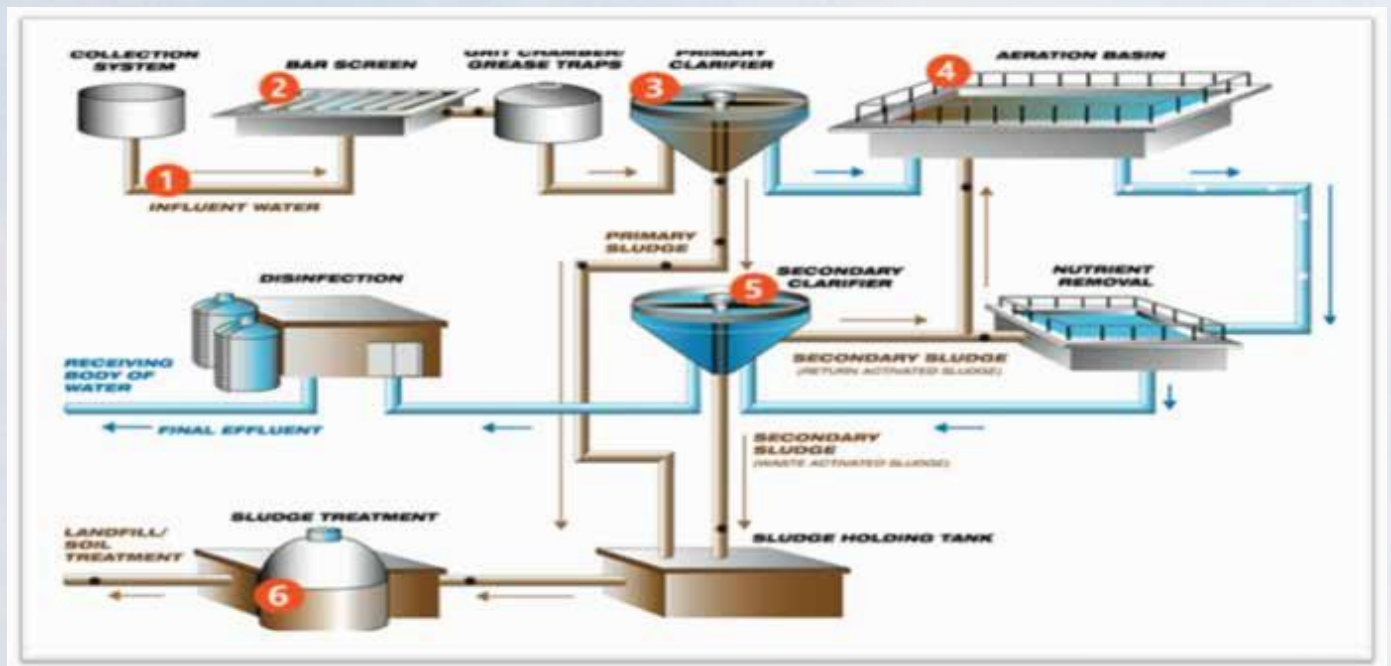 COLLECTION
SYSTEM
BAR SCREEN
2
GRIT CHAMBER/
GREASE TRAPS
PRIMARY
CLARIFIER
3
AERATION BASIN
4
1
INFLUENT WATER
PRIMARY
SLUDGE
DISINFECTION
SECONDARY
CLARIFIER
5
NUTRIENT
REMOVAL
RECEIVING
BODY OF
WATER
SECONDARY SLUDGE
(RETURN ACTIVATED SLUDGE)
FINAL EFFLUENT
SECONDARY
SLUDGE
(WASTE ACTIVATED SLUDGE)
SLUDGE TREATMENT
LANDFILL/
SOIL
TREATMENT
SLUDGE HOLDING TANK
6